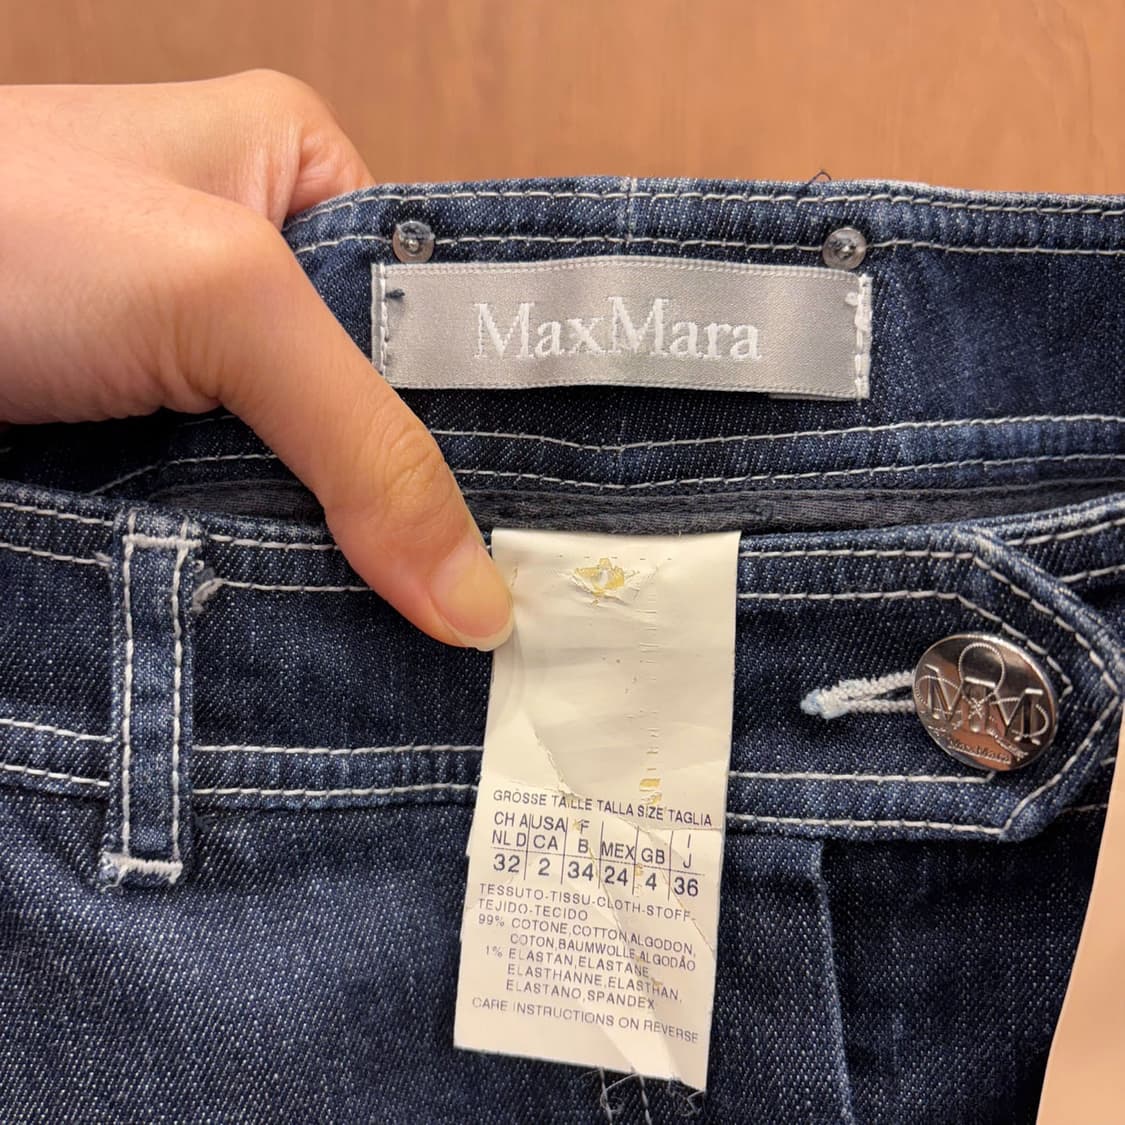 MaxMara
MM
MaxMara
GRÖSSE TAILLE TALLA SIZE TAGLIA
CH A USA F I
NL D CA B MEX GB J
32 2 34 24 4 36
TESSUTO-TISSU-CLOTH-STOFF-
TEJIDO-TECIDO
99% COTONE,COTTON,ALGODON,
COTON,BAUMWOLLE,ALGODÃO
1% ELASTAN,ELASTANE,
ELASTHANNE,ELASTHAN,
ELASTANO,SPANDEX
CARE INSTRUCTIONS ON REVERSE